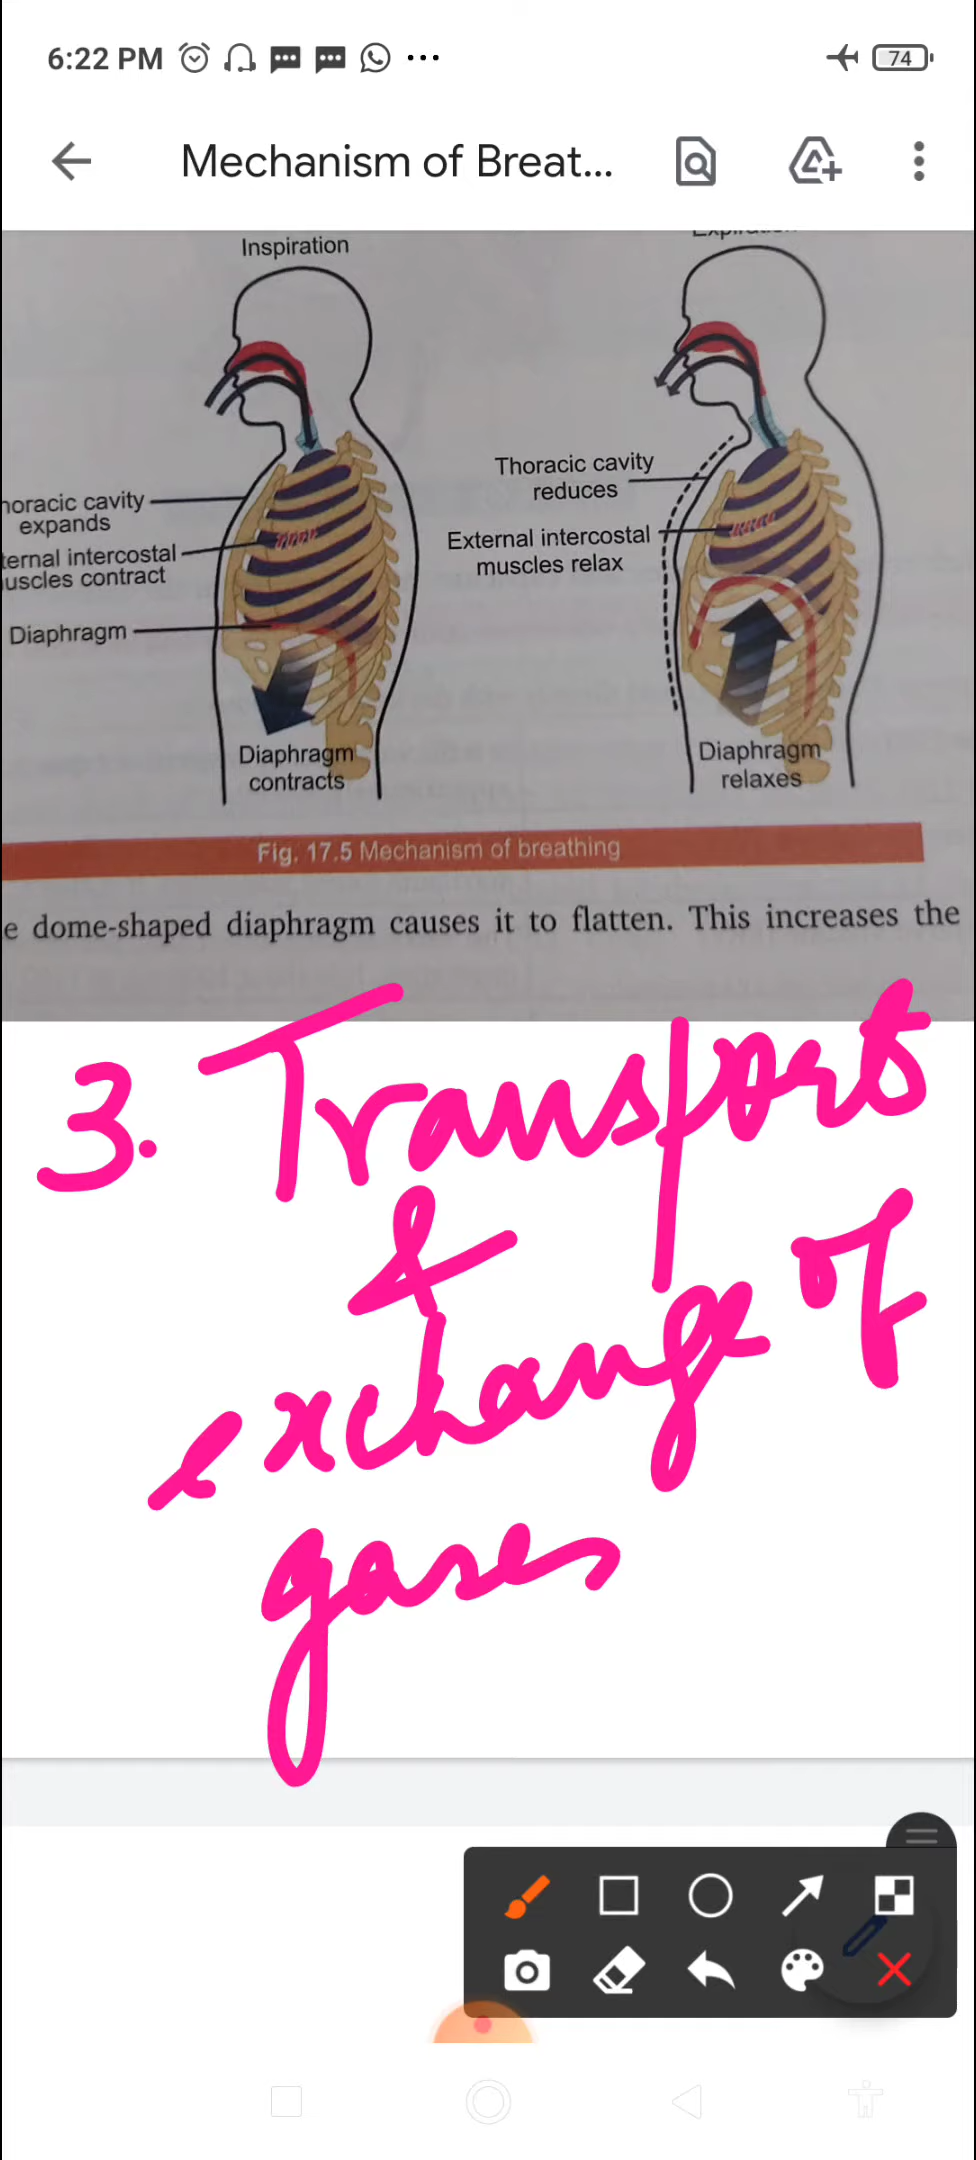 6:22 PM
74
Mechanism of Breat...
Inspiration
Thoracic cavity
reduces
External intercostal
muscles relax
horacic cavity
expands
ternal intercostal
uscles contract
Diaphragm
Diaphragm
contracts
Diaphragm
relaxes
Fig. 17.5 Mechanism of breathing
e dome-shaped diaphragm causes it to flatten. This increases the
3. Transport
&
exchange of
gases